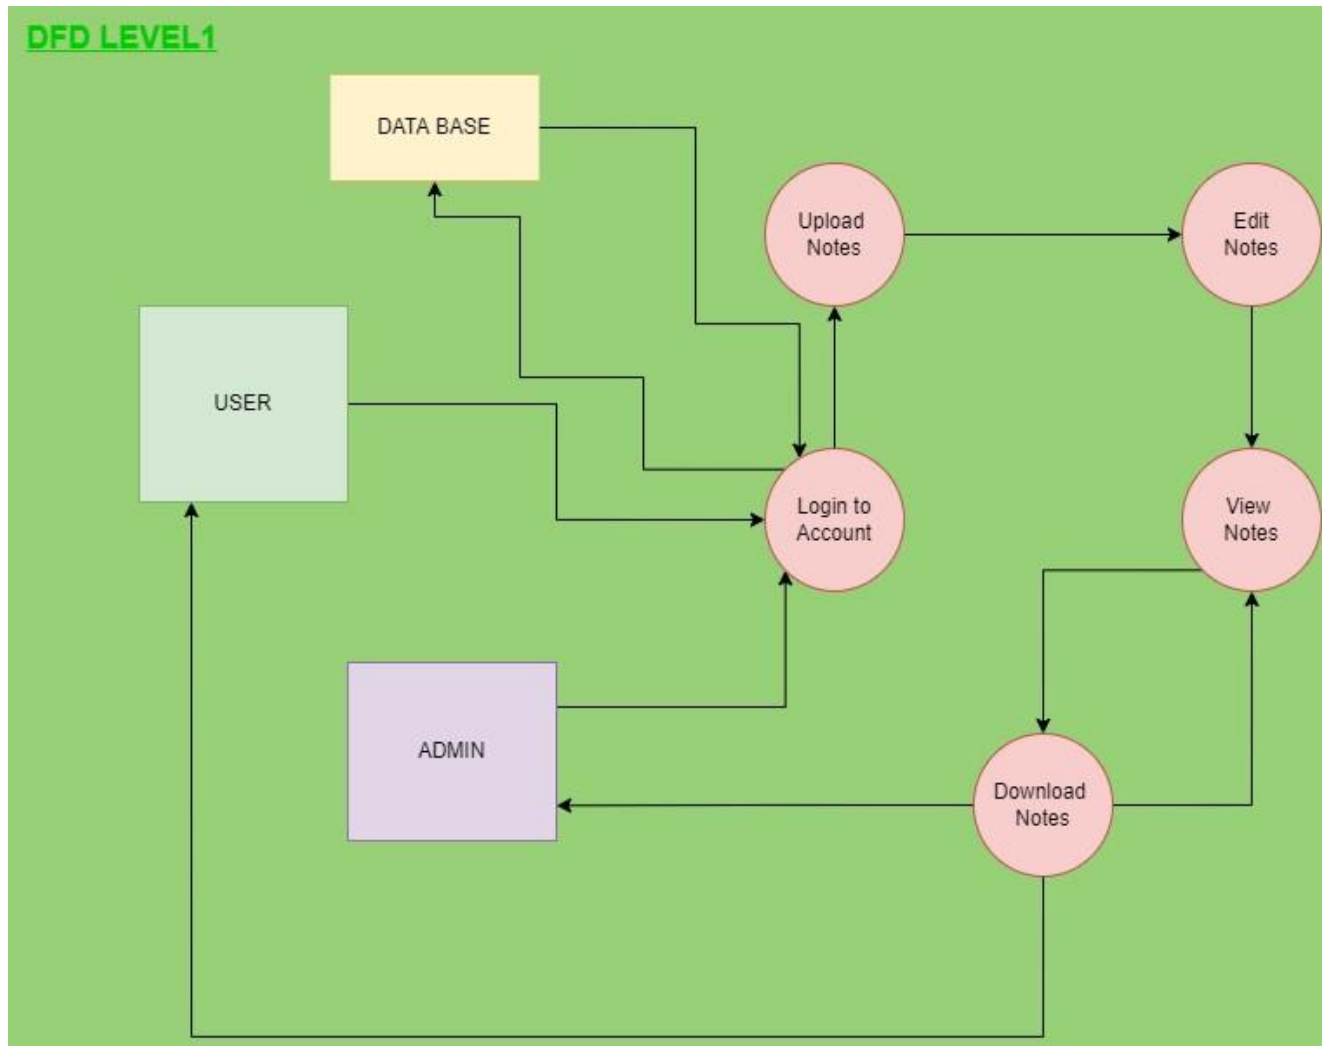 DFD LEVEL1
DATA BASE
Upload
Notes
Edit
Notes
USER
Login to
Account
View
Notes
ADMIN
Download
Notes